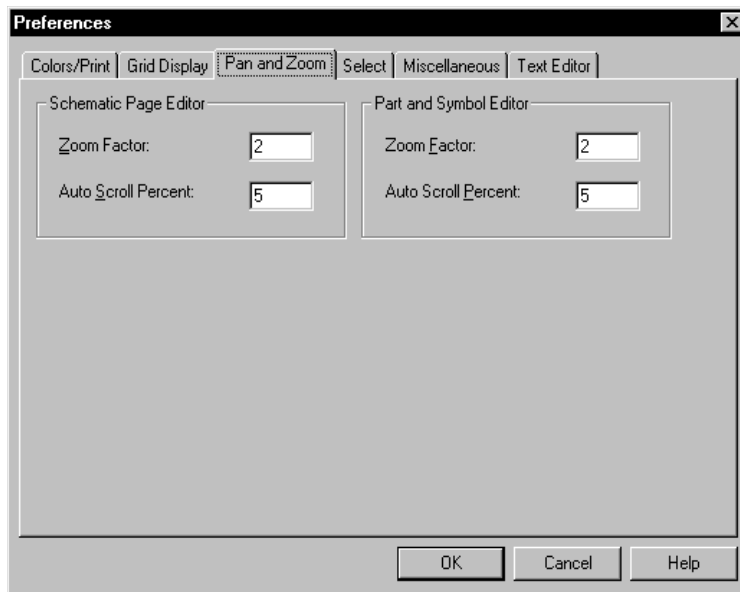 Preferences
Colors/Print Grid Display Pan and Zoom Select Miscellaneous Text Editor
Schematic Page Editor
Zoom Factor: 2
Auto Scroll Percent: 5
Part and Symbol Editor
Zoom Factor: 2
Auto Scroll Percent: 5
OK Cancel Help